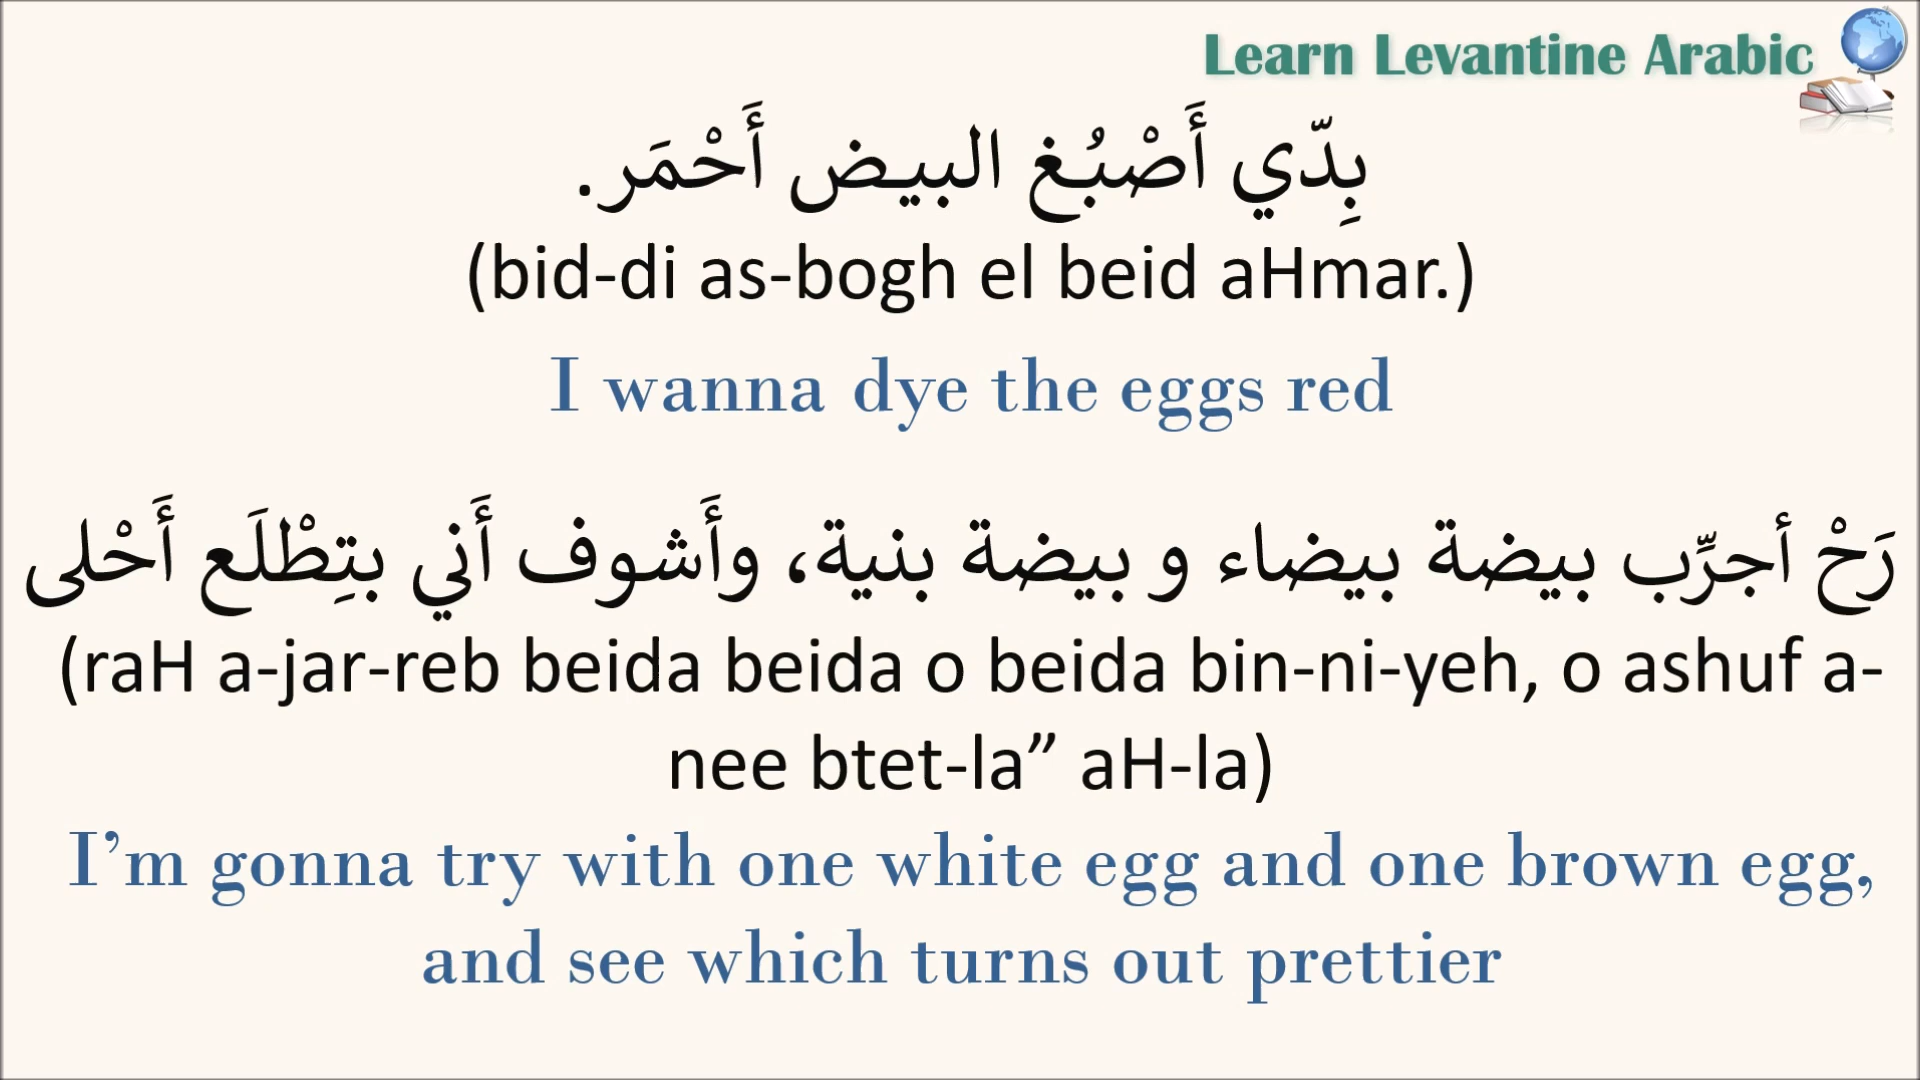 Learn Levantine Arabic
بِدّي أَصْبُغ البيض أَحْمَر.
(bid-di as-bogh el beid aHmar.)
I wanna dye the eggs red
رَحْ أجرِّب بيضة بيضاء و بيضة بنية، وأَشوف أَني بتِطْلَع أَحْلى
(raH a-jar-reb beida beida o beida bin-ni-yeh, o ashuf a-
nee btet-la” aH-la)
I’m gonna try with one white egg and one brown egg,
and see which turns out prettier